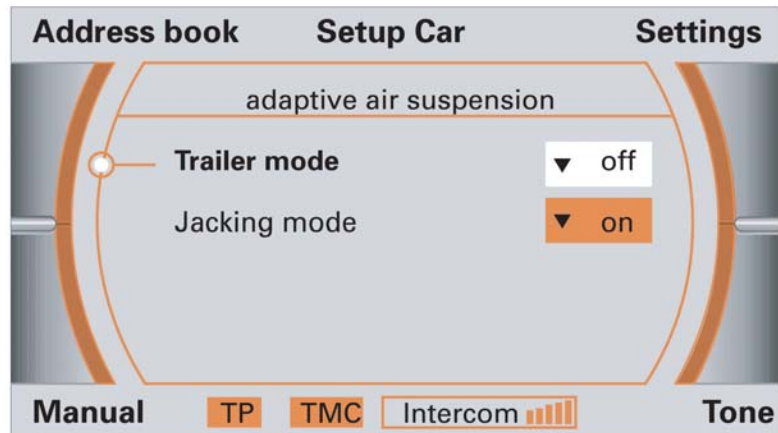 Address book Setup Car Settings
adaptive air suspension
Trailer mode off
Jacking mode on
Manual TP TMC Intercom Tone